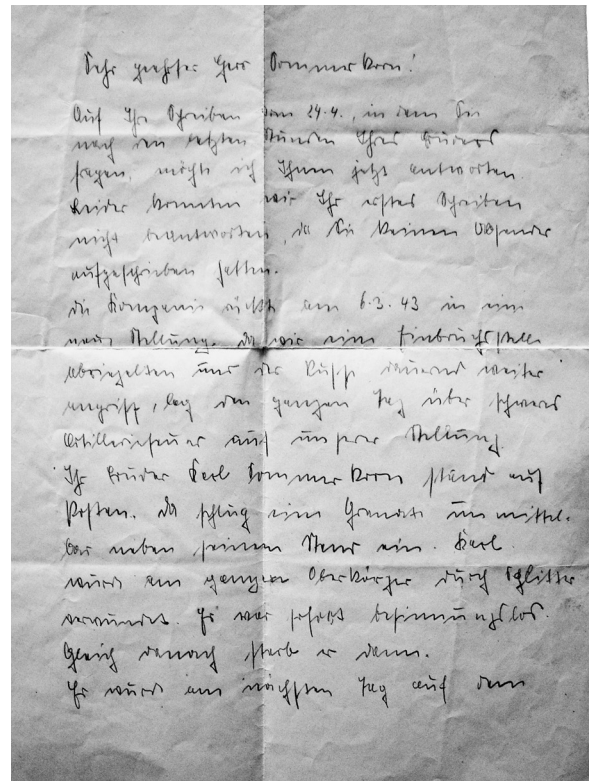 Sehr geehrter Herr Sommerkorn!
Auf Ihr Schreiben vom 24.4., in dem Sie
nach den letzten Stunden Ihres Bruders
fragen, möchte ich Ihnen jetzt antworten.
Leider konnten wir Ihr erstes Schreiben
nicht beantworten, da Sie keinen Absender
aufgeschrieben hatten.
Die Kompanie rückte am 6.3.43 in eine
neue Stellung. Da wir eine Einbruchstelle
abriegelten und der Russe dauernd weiter
angriff, lag den ganzen Tag über schweres
Artilleriefeuer auf unserer Stellung.
Ihr Bruder Karl Sommerkorn stand auf
Posten. Da schlug eine Granate unmittel-
bar neben seinem Stand ein. Karl
wurde am ganzen Oberkörper durch Splitter
verwundet. Er war sofort besinnungslos.
Gleich danach starb er dann.
Er wurde am nächsten Tag auf dem